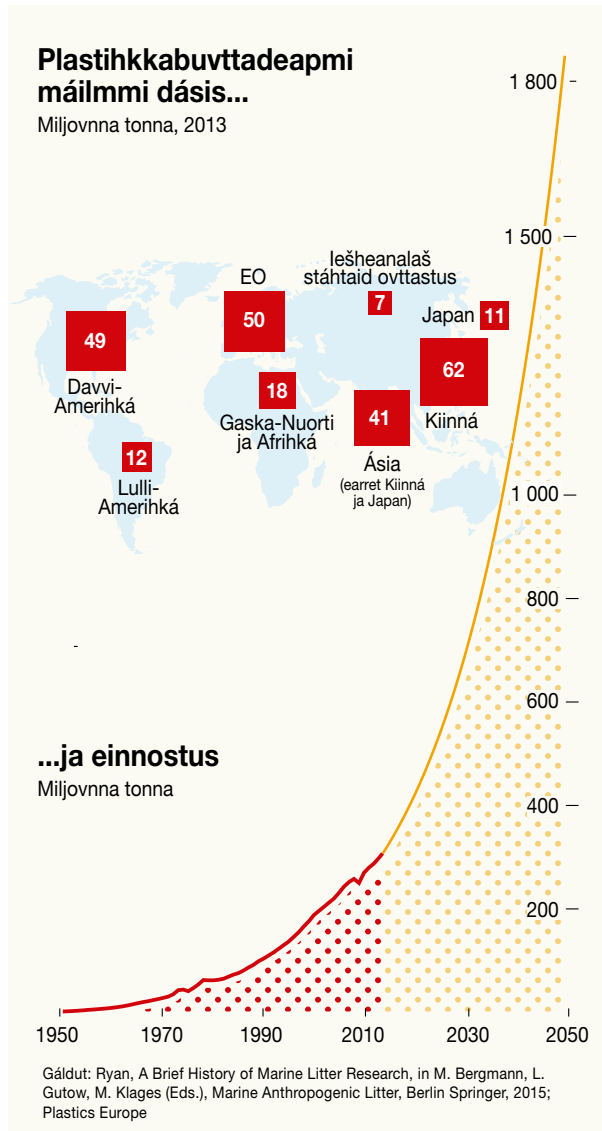 Plastihkkabuvttadeapmi
máilmmi dásis...
Miljovnna tonna, 2013
1 800
1 500
Iešheanalaš
stáhtaid ovttastus
7
EO
50
Japan 11
49
Davvi-
Amerihká
62
Kiinná
18
Gaska-Nuorti
ja Afrihká
41
Ásia
(earret Kiinná
ja Japan)
12
Lulli-
Amerihká
1 000
800
600
...ja einnostus
Miljovnna tonna
400
200
1950 1970 1990 2010 2030 2050
Gáldut: Ryan, A Brief History of Marine Litter Research, in M. Bergmann, L.
Gutow, M. Klages (Eds.), Marine Anthropogenic Litter, Berlin Springer, 2015;
Plastics Europe